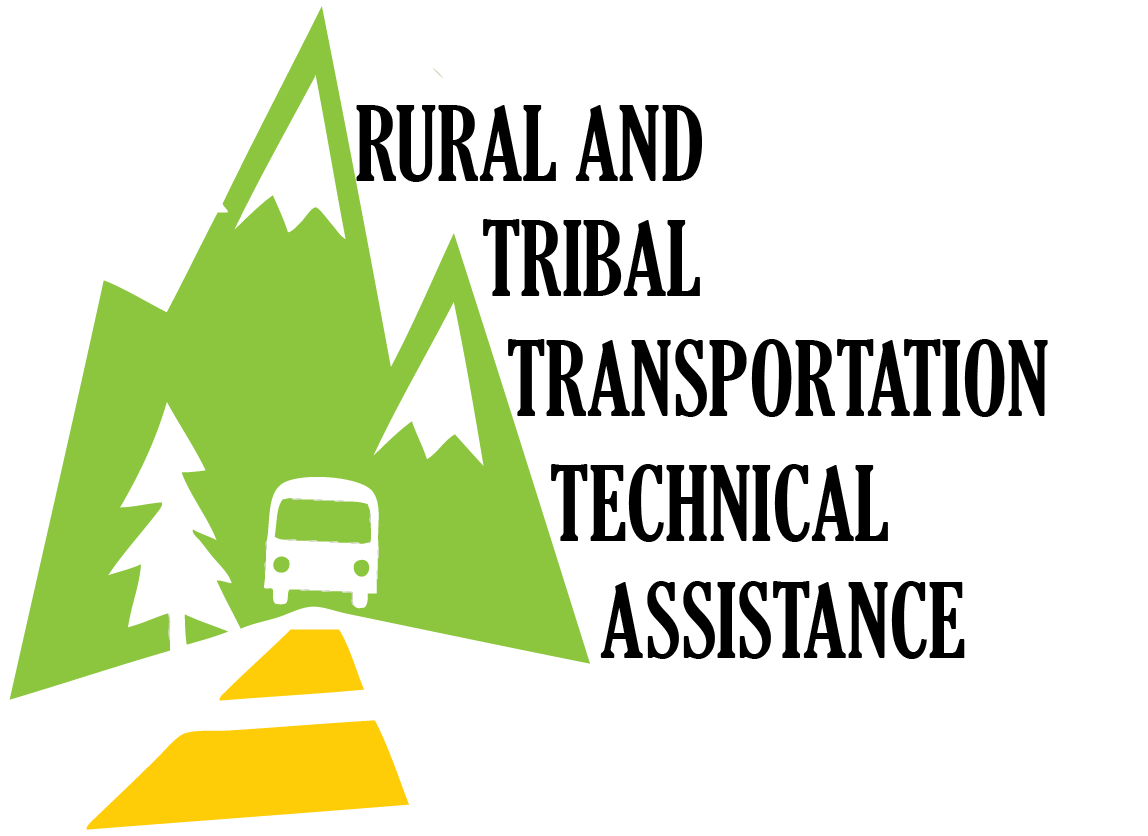 RURAL AND
TRIBAL
TRANSPORTATION
TECHNICAL
ASSISTANCE